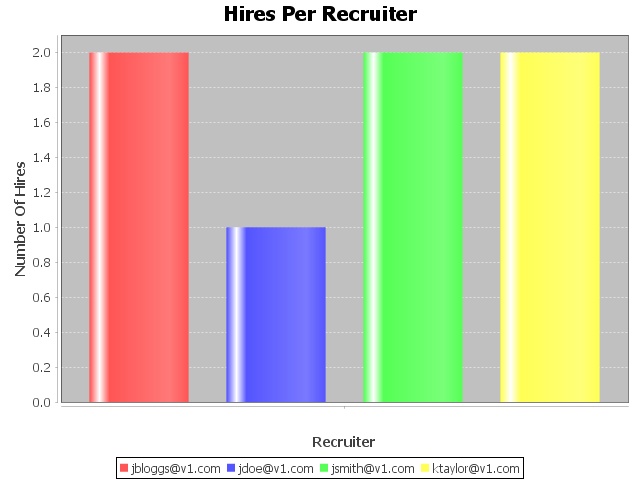 Hires Per Recruiter
Number Of Hires
2.0
1.8
1.6
1.4
1.2
1.0
0.8
0.6
0.4
0.2
0.0
Recruiter
jbloggs@v1.com jdoe@v1.com jsmith@v1.com ktaylor@v1.com